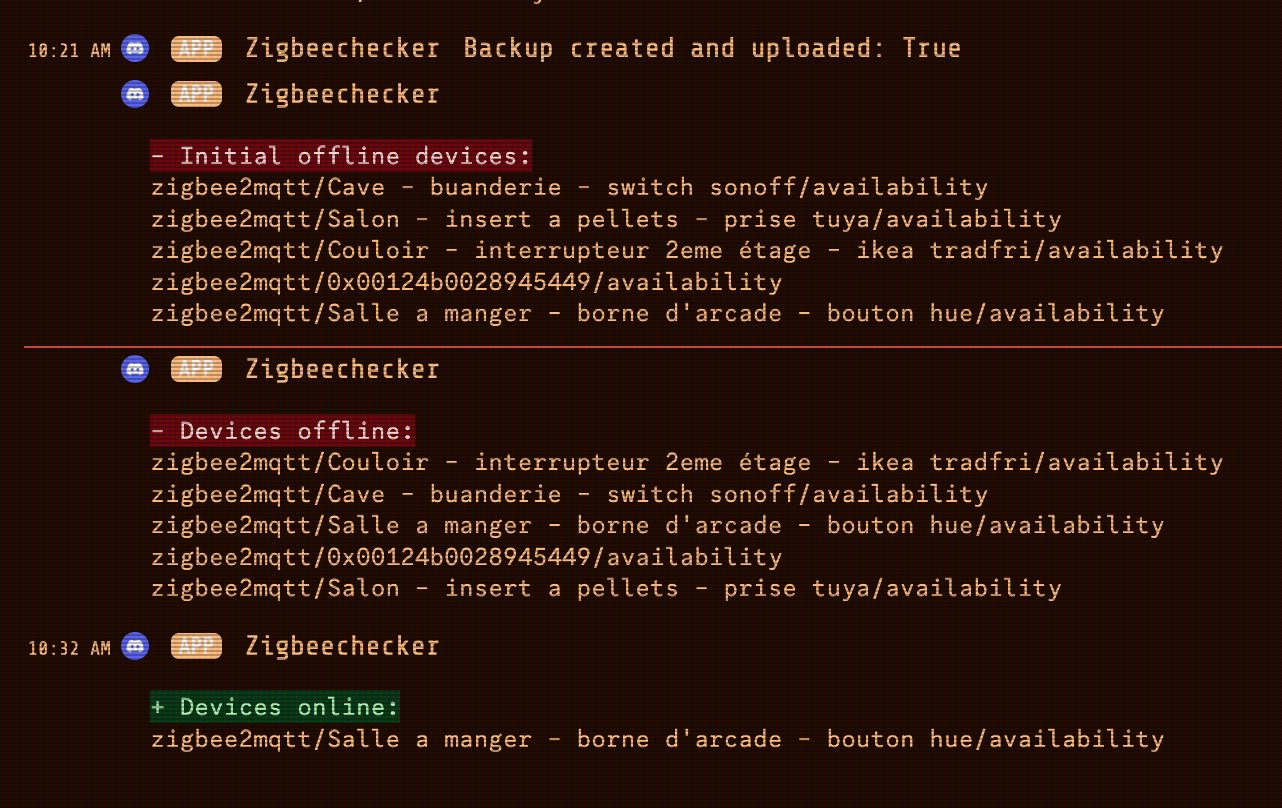 10:21 AM APP Zigbeechecker Backup created and uploaded: True
APP Zigbeechecker
- Initial offline devices:
zigbee2mqtt/Cave - buanderie - switch sonoff/availability
zigbee2mqtt/Salon - insert a pellets - prise tuya/availability
zigbee2mqtt/Couloir - interrupteur 2eme étage - ikea tradfri/availability
zigbee2mqtt/0x00124b0028945449/availability
zigbee2mqtt/Salle a manger - borne d'arcade - bouton hue/availability
APP Zigbeechecker
- Devices offline:
zigbee2mqtt/Couloir - interrupteur 2eme étage - ikea tradfri/availability
zigbee2mqtt/Cave - buanderie - switch sonoff/availability
zigbee2mqtt/Salle a manger - borne d'arcade - bouton hue/availability
zigbee2mqtt/0x00124b0028945449/availability
zigbee2mqtt/Salon - insert a pellets - prise tuya/availability
10:32 AM APP Zigbeechecker
+ Devices online:
zigbee2mqtt/Salle a manger - borne d'arcade - bouton hue/availability